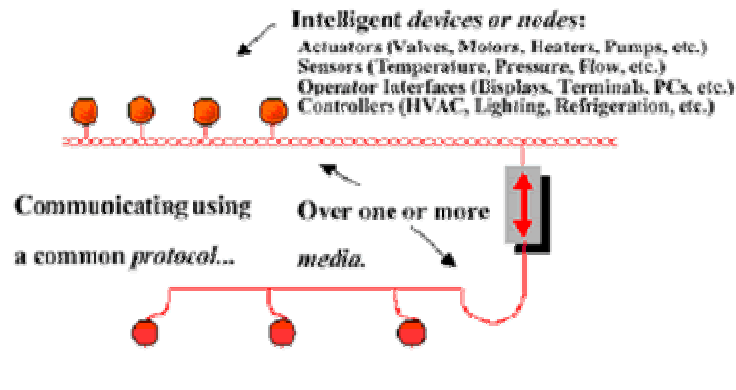 Intelligent devices or nodes:
Actuators (Valves, Motors, Heaters, Pumps, etc.)
Sensors (Temperature, Pressure, Flow, etc.)
Operator Interfaces (Displays, Terminals, PCs, etc.)
Controllers (HVAC, Lighting, Refrigeration, etc.)
Communicating using
a common protocol...
Over one or more
media.